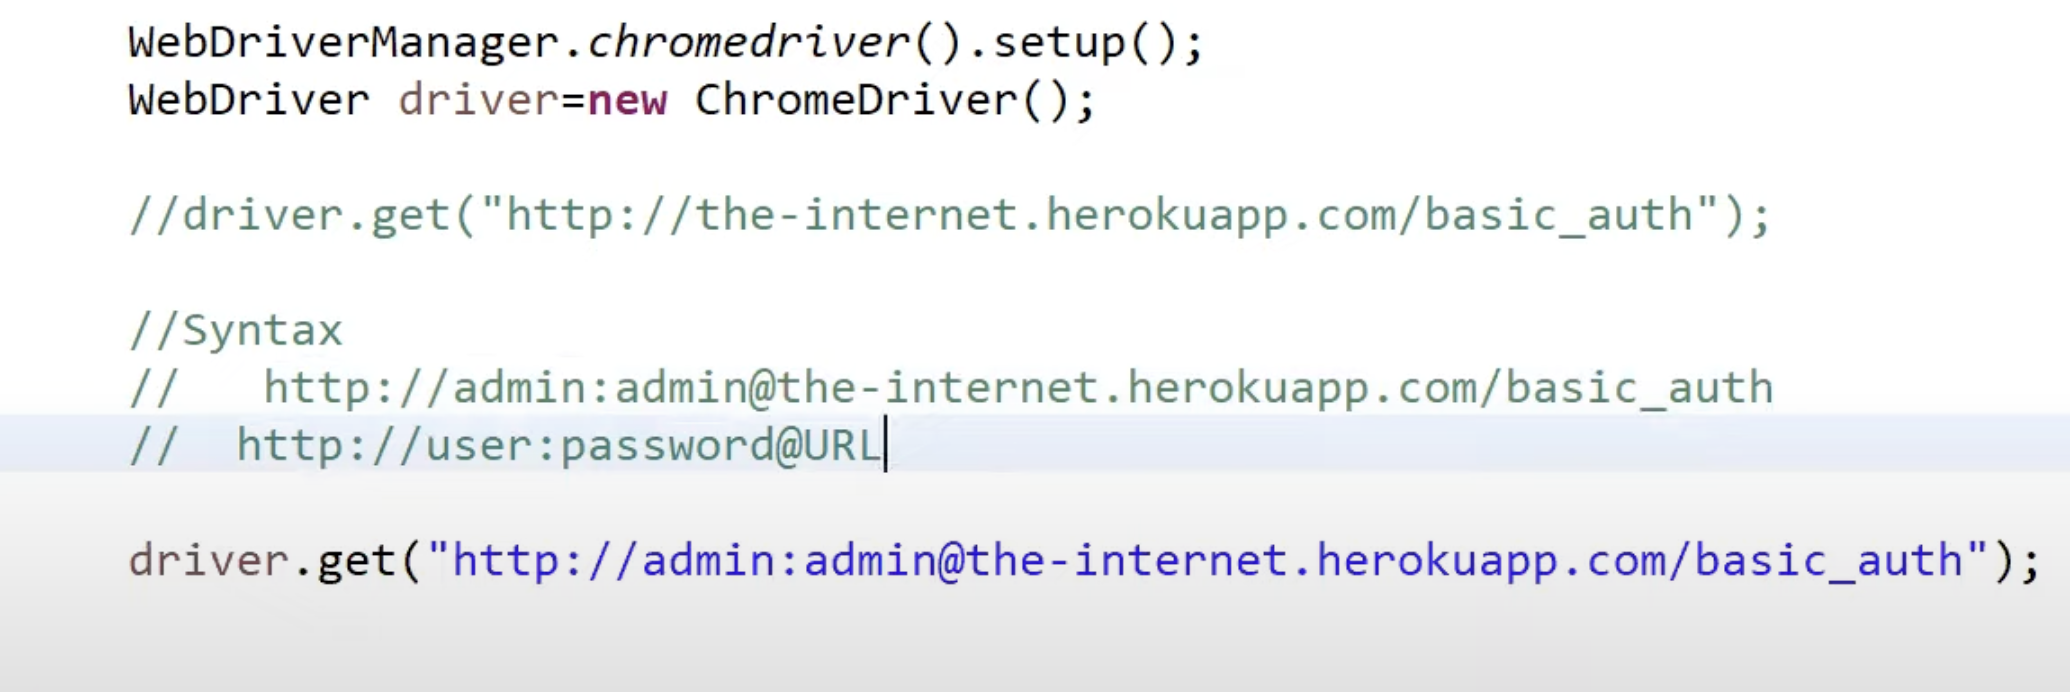 WebDriverManager.chromedriver().setup();
WebDriver driver=new ChromeDriver();
//driver.get("http://the-internet.herokuapp.com/basic_auth");
//Syntax
//   http://admin:admin@the-internet.herokuapp.com/basic_auth
//  http://user:password@URL
driver.get("http://admin:admin@the-internet.herokuapp.com/basic_auth");